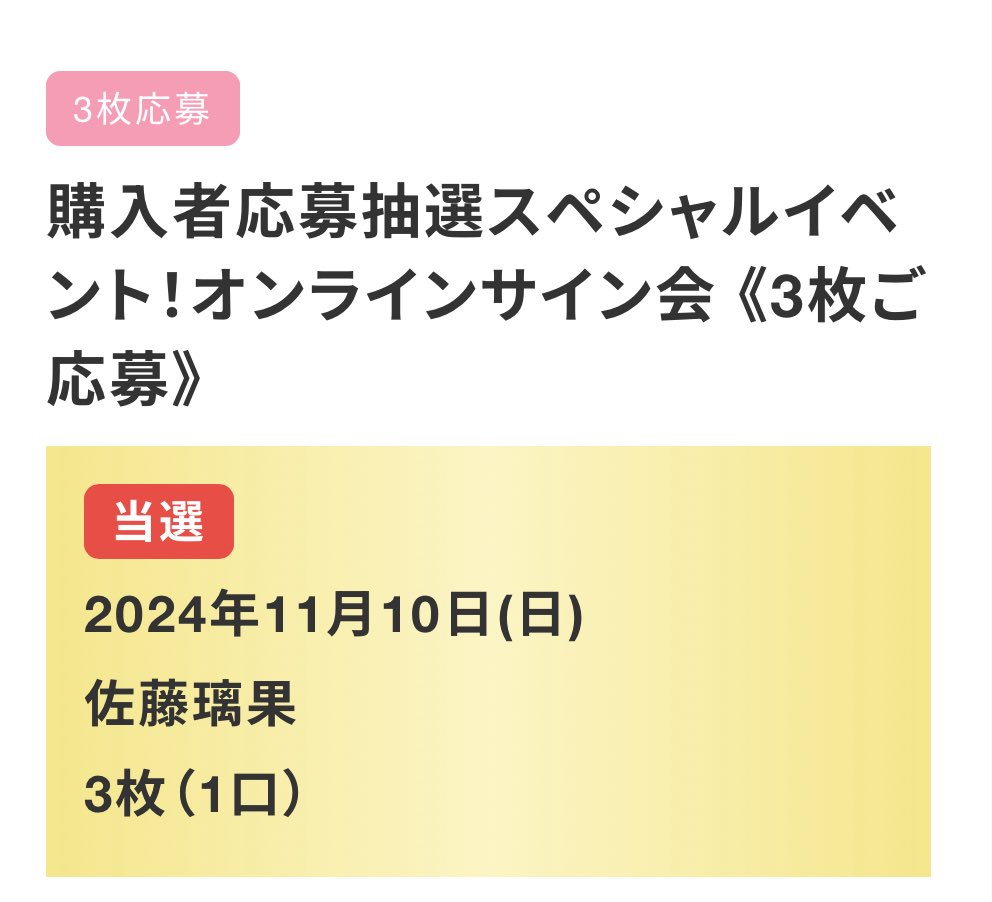 3枚応募
購入者応募抽選スペシャルイベ
ント！オンラインサイン会《3枚ご
応募》
当選
2024年11月10日(日)
佐藤璃果
3枚（1口）